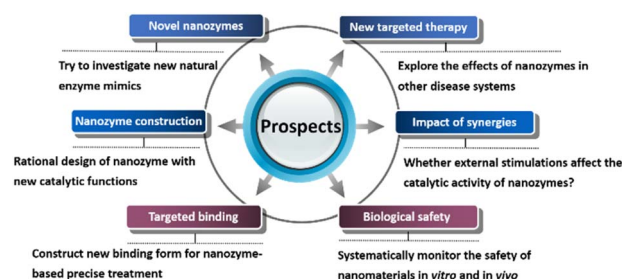 Novel nanozymes
Try to investigate new natural
enzyme mimics
New targeted therapy
Explore the effects of nanozymes in
other disease systems
Nanozyme construction
Rational design of nanozyme with
new catalytic functions
Prospects
Impact of synergies
Whether external stimulations affect the
catalytic activity of nanozymes?
Targeted binding
Construct new binding form for nanozyme-
based precise treatment
Biological safety
Systematically monitor the safety of
nanomaterials in vitro and in vivo